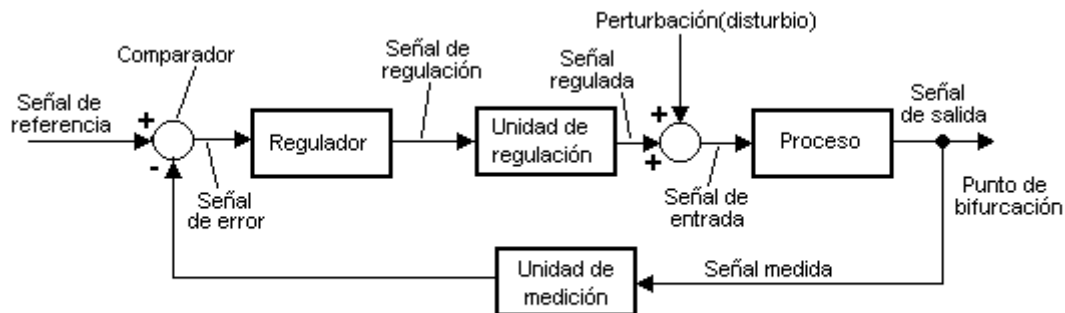 Perturbación(disturbio)
Comparador
Señal de
regulación
Señal
regulada
Señal de
referencia
+
-
Regulador
Unidad de
regulación
+
+
Proceso
Señal
de salida
Señal
de error
Señal de
entrada
Punto de
bifurcación
Unidad de
medición
Señal medida